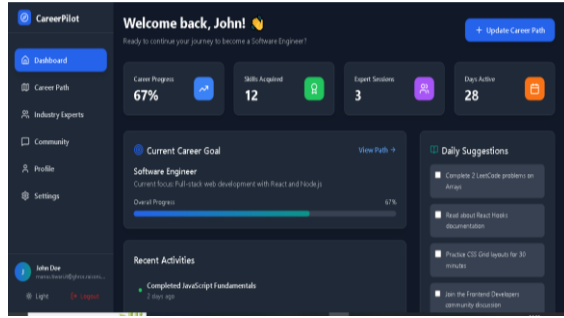 CareerPilot
Dashboard
Career Path
Industry Experts
Community
Profile
Settings
John Doe
Light
Logout
Welcome back, John! 👋
Ready to continue your journey to become a Software Engineer?
+ Update Career Path
Career Progress
67%
Skills Acquired
12
Expert Sessions
3
Days Active
28
Current Career Goal
View Path →
Software Engineer
Current focus: Full-stack web development with React and Node.js
Overall Progress
67%
Recent Activities
Completed JavaScript Fundamentals
2 days ago
Daily Suggestions
Complete 2 LeetCode problems on
Arrays
Read about React Hooks
documentation
Practice CSS Grid layouts for 30
minutes
Join the Frontend Developers
community discussion